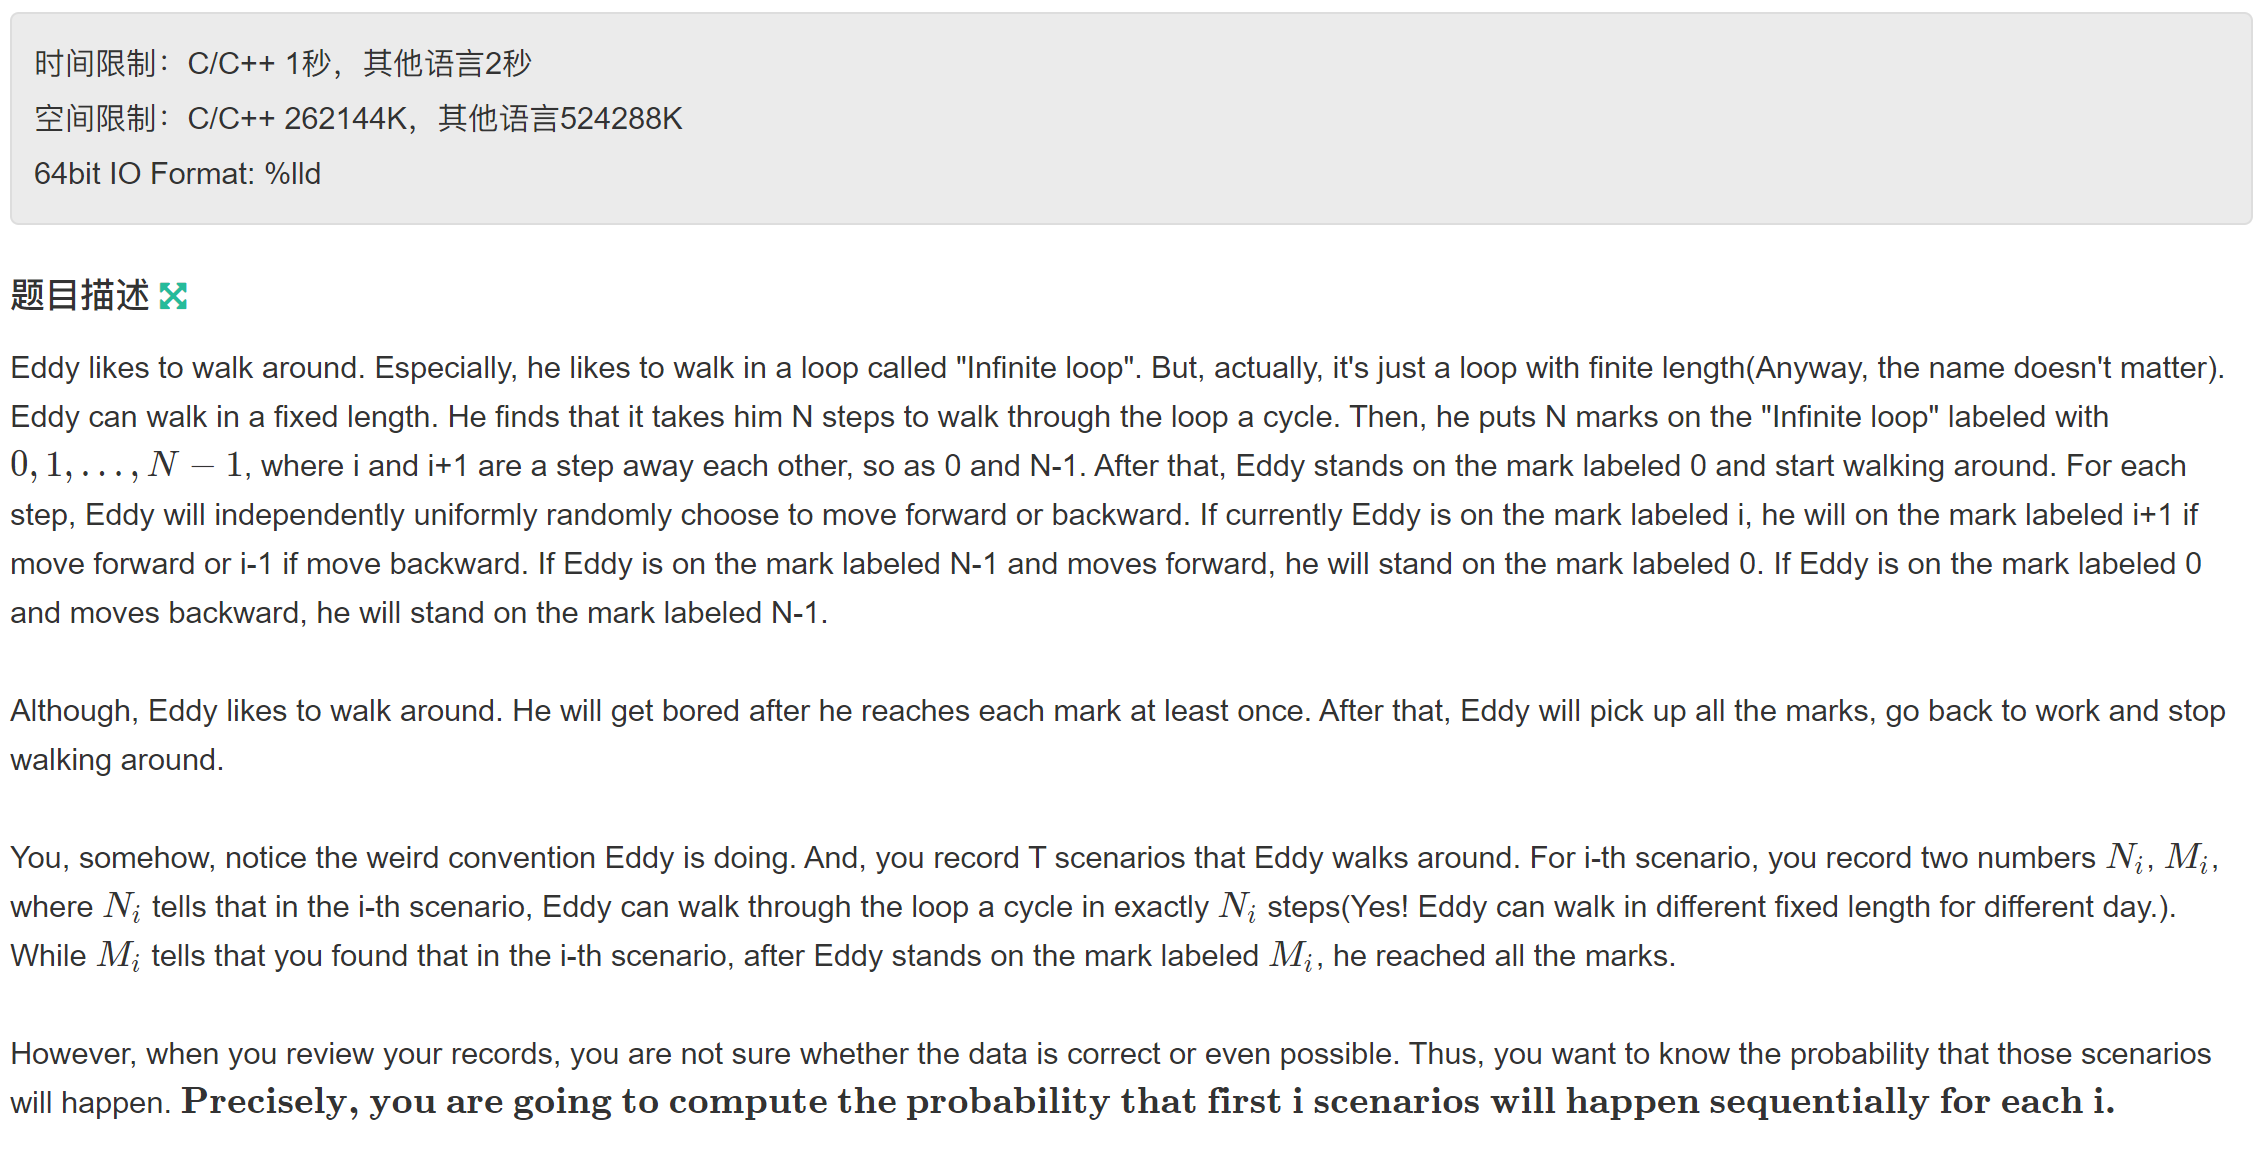 时间限制：C/C++ 1秒，其他语言2秒
空间限制：C/C++ 262144K，其他语言524288K
64bit IO Format: %lld
题目描述
Eddy likes to walk around. Especially, he likes to walk in a loop called "Infinite loop". But, actually, it's just a loop with finite length(Anyway, the name doesn't matter).
Eddy can walk in a fixed length. He finds that it takes him N steps to walk through the loop a cycle. Then, he puts N marks on the "Infinite loop" labeled with
0, 1, . . . , N − 1, where i and i+1 are a step away each other, so as 0 and N-1. After that, Eddy stands on the mark labeled 0 and start walking around. For each
step, Eddy will independently uniformly randomly choose to move forward or backward. If currently Eddy is on the mark labeled i, he will on the mark labeled i+1 if
move forward or i-1 if move backward. If Eddy is on the mark labeled N-1 and moves forward, he will stand on the mark labeled 0. If Eddy is on the mark labeled 0
and moves backward, he will stand on the mark labeled N-1.
Although, Eddy likes to walk around. He will get bored after he reaches each mark at least once. After that, Eddy will pick up all the marks, go back to work and stop
walking around.
You, somehow, notice the weird convention Eddy is doing. And, you record T scenarios that Eddy walks around. For i-th scenario, you record two numbers Nᵢ, Mᵢ,
where Nᵢ tells that in the i-th scenario, Eddy can walk through the loop a cycle in exactly Nᵢ steps(Yes! Eddy can walk in different fixed length for different day.).
While Mᵢ tells that you found that in the i-th scenario, after Eddy stands on the mark labeled Mᵢ, he reached all the marks.
However, when you review your records, you are not sure whether the data is correct or even possible. Thus, you want to know the probability that those scenarios
will happen. Precisely, you are going to compute the probability that first i scenarios will happen sequentially for each i.